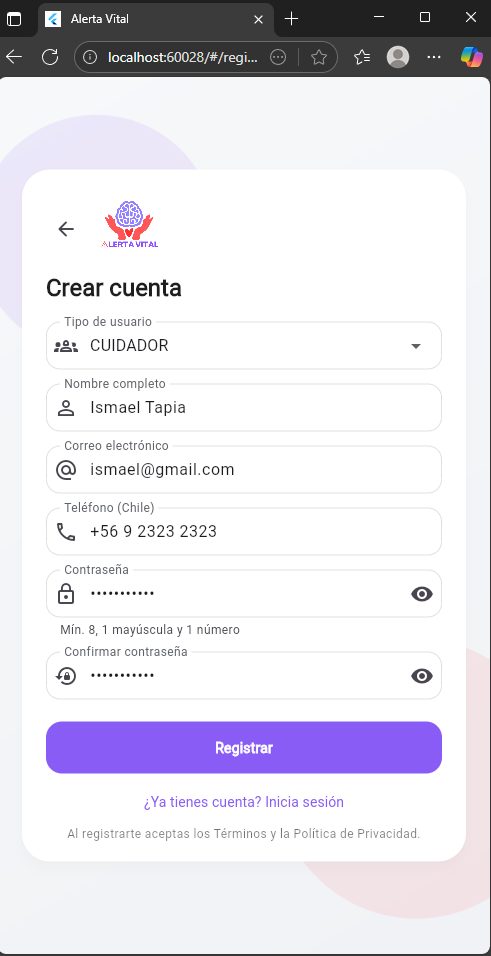 Alerta Vital
localhost:60028/#/regi...
ALERTA VITAL
Crear cuenta
Tipo de usuario
CUIDADOR
Nombre completo
Ismael Tapia
Correo electrónico
ismael@gmail.com
Teléfono (Chile)
+56 9 2323 2323
Contraseña
•••••••••••
Mín. 8, 1 mayúscula y 1 número
Confirmar contraseña
•••••••••••
Registrar
¿Ya tienes cuenta? Inicia sesión
Al registrarte aceptas los Términos y la Política de Privacidad.